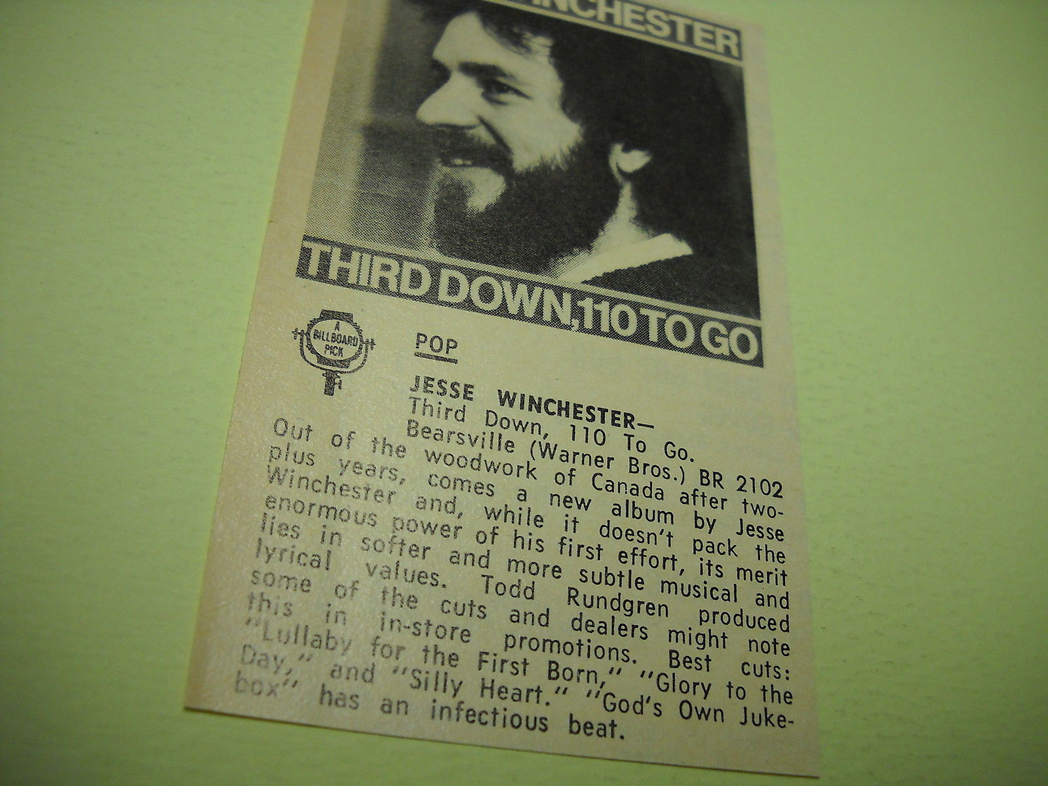 WINCHESTER
THIRD DOWN,110 TO GO
A
BILLBOARD
PICK
POP
JESSE WINCHESTER—
Third Down, 110 To Go.
Bearsville (Warner Bros.) BR 2102
Out of the woodwork of Canada after two-
plus years, comes a new album by Jesse
Winchester and, while it doesn't pack the
enormous power of his first effort, its merit
lies in softer and more subtle musical and
lyrical values. Todd Rundgren produced
some of the cuts and dealers might note
this in in-store promotions. Best cuts:
"Lullaby for the First Born," "Glory to the
Day," and "Silly Heart." "God's Own Juke-
box" has an infectious beat.